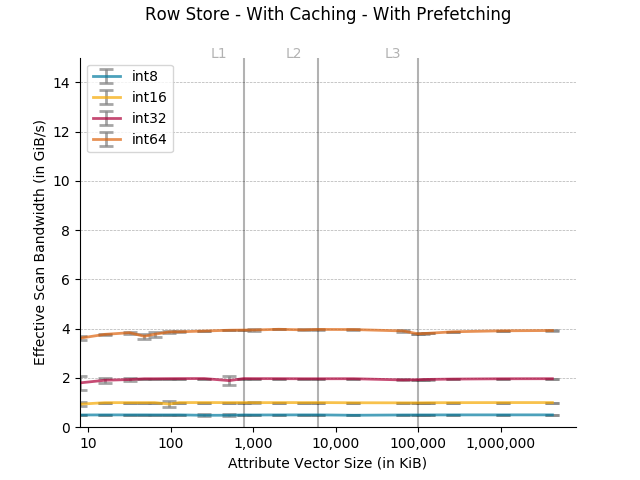 Row Store - With Caching - With Prefetching
L1 L2 L3
int8
int16
int32
int64
14
12
10
8
6
4
2
0
Effective Scan Bandwidth (in GiB/s)
10 100 1,000 10,000 100,000 1,000,000
Attribute Vector Size (in KiB)